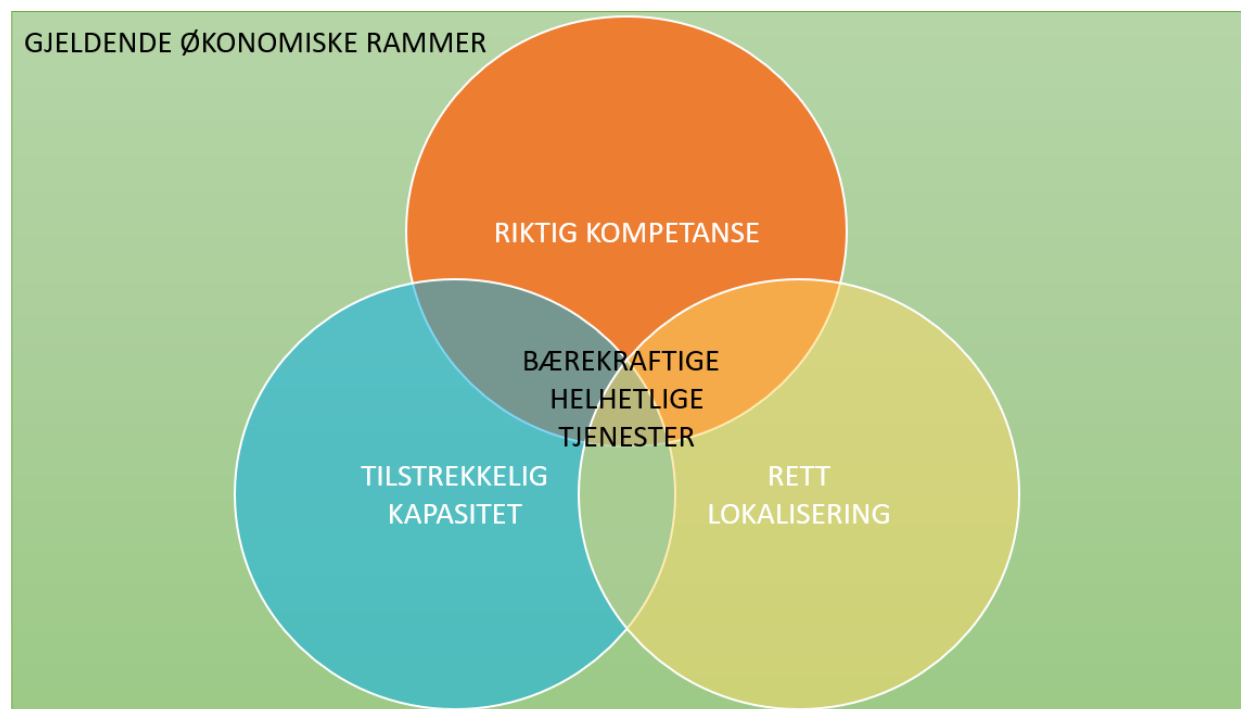 GJELDENDE ØKONOMISKE RAMMER
RIKTIG KOMPETANSE
BÆREKRAFTIGE
HELHETLIGE
TJENESTER
TILSTREKKELIG
KAPASITET
RETT
LOKALISERING